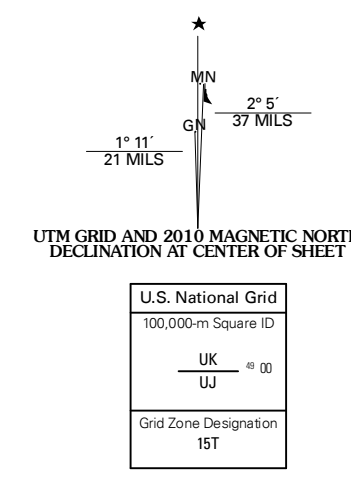 ★
MN
2° 5´
37 MILS
GN
1° 11´
21 MILS
UTM GRID AND 2010 MAGNETIC NORTH
DECLINATION AT CENTER OF SHEET
U.S. National Grid
100,000-m Square ID
UK
49 00
UJ
Grid Zone Designation
15T